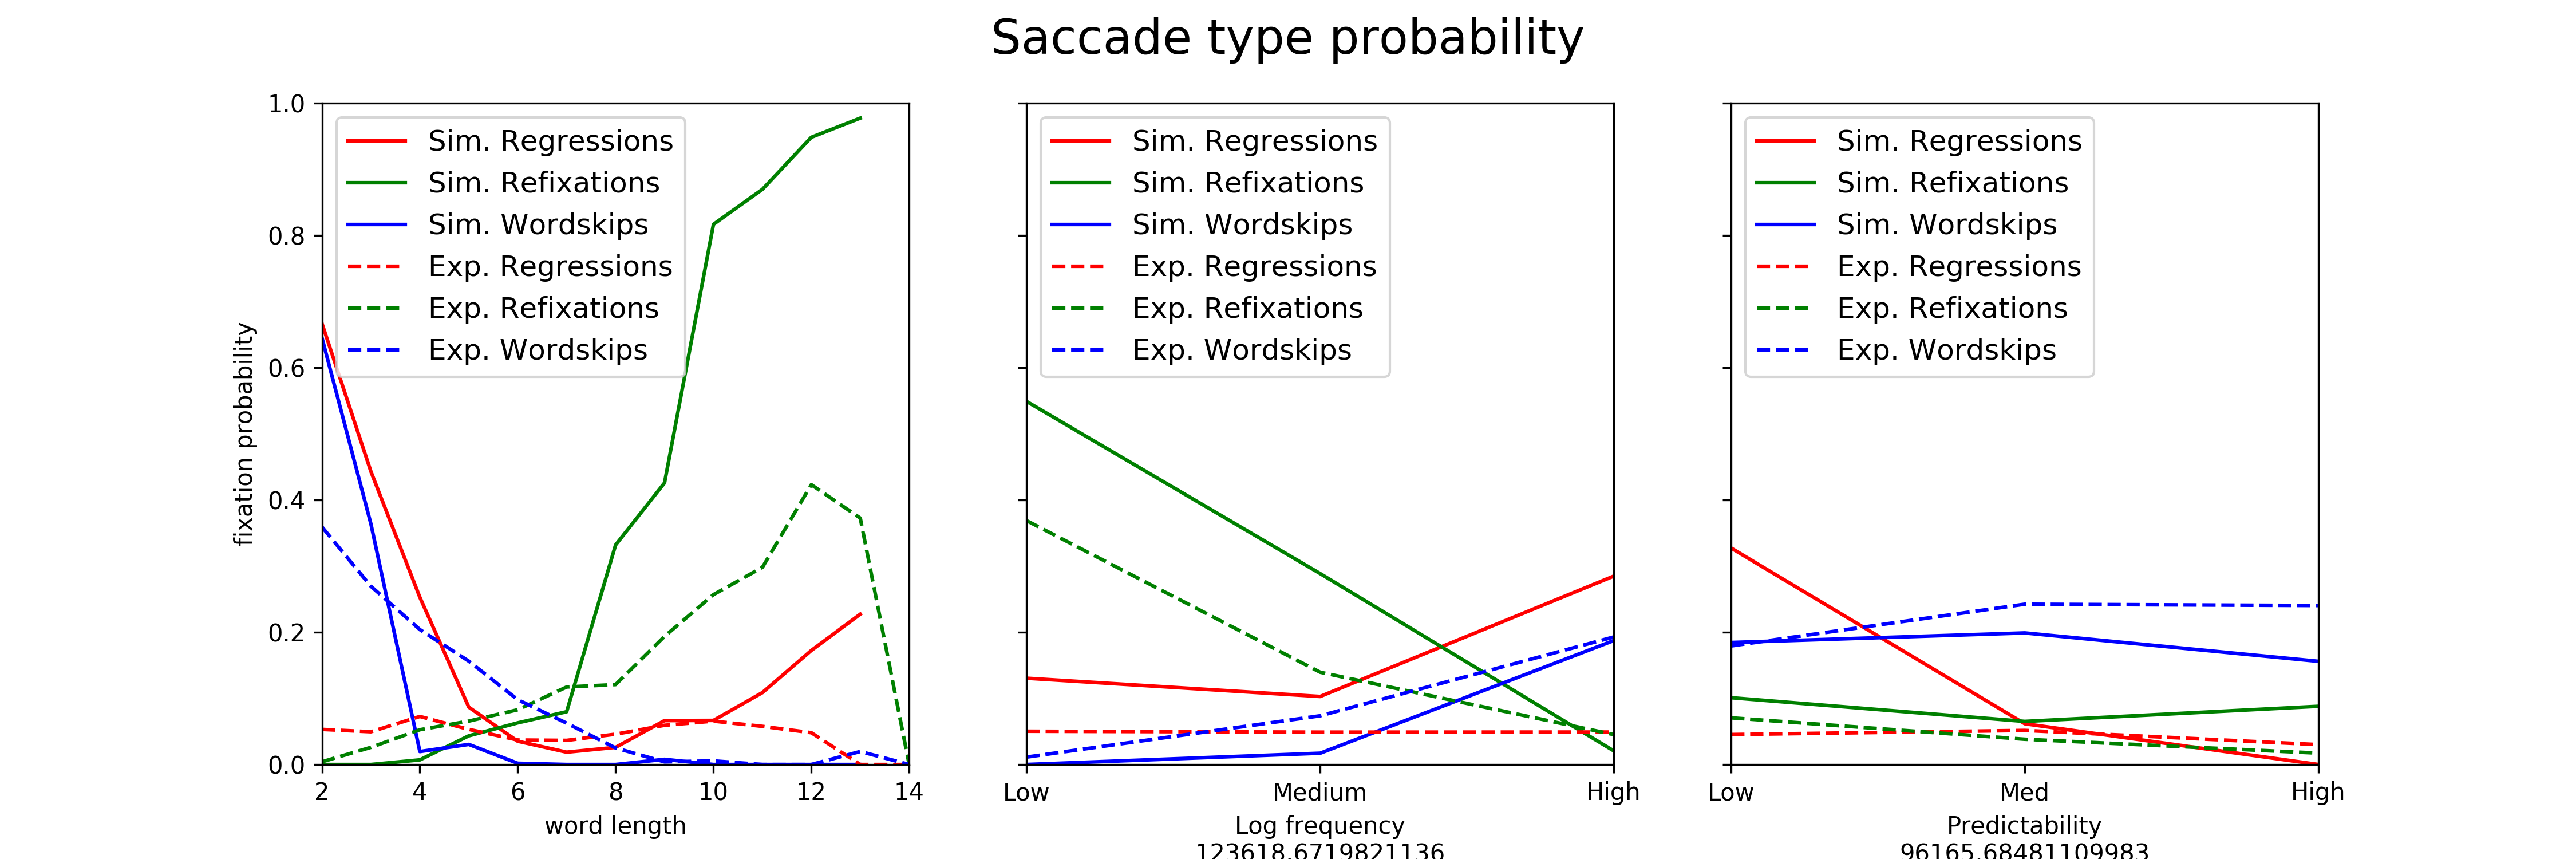 Saccade type probability
1.0
0.8
0.6
0.4
0.2
0.0
fixation probability
Sim. Regressions
Sim. Refixations
Sim. Wordskips
Exp. Regressions
Exp. Refixations
Exp. Wordskips
2 4 6 8 10 12 14
word length
Sim. Regressions
Sim. Refixations
Sim. Wordskips
Exp. Regressions
Exp. Refixations
Exp. Wordskips
Low Medium High
Log frequency
123618.6719821136
Sim. Regressions
Sim. Refixations
Sim. Wordskips
Exp. Regressions
Exp. Refixations
Exp. Wordskips
Low Med High
Predictability
96165.68481109983